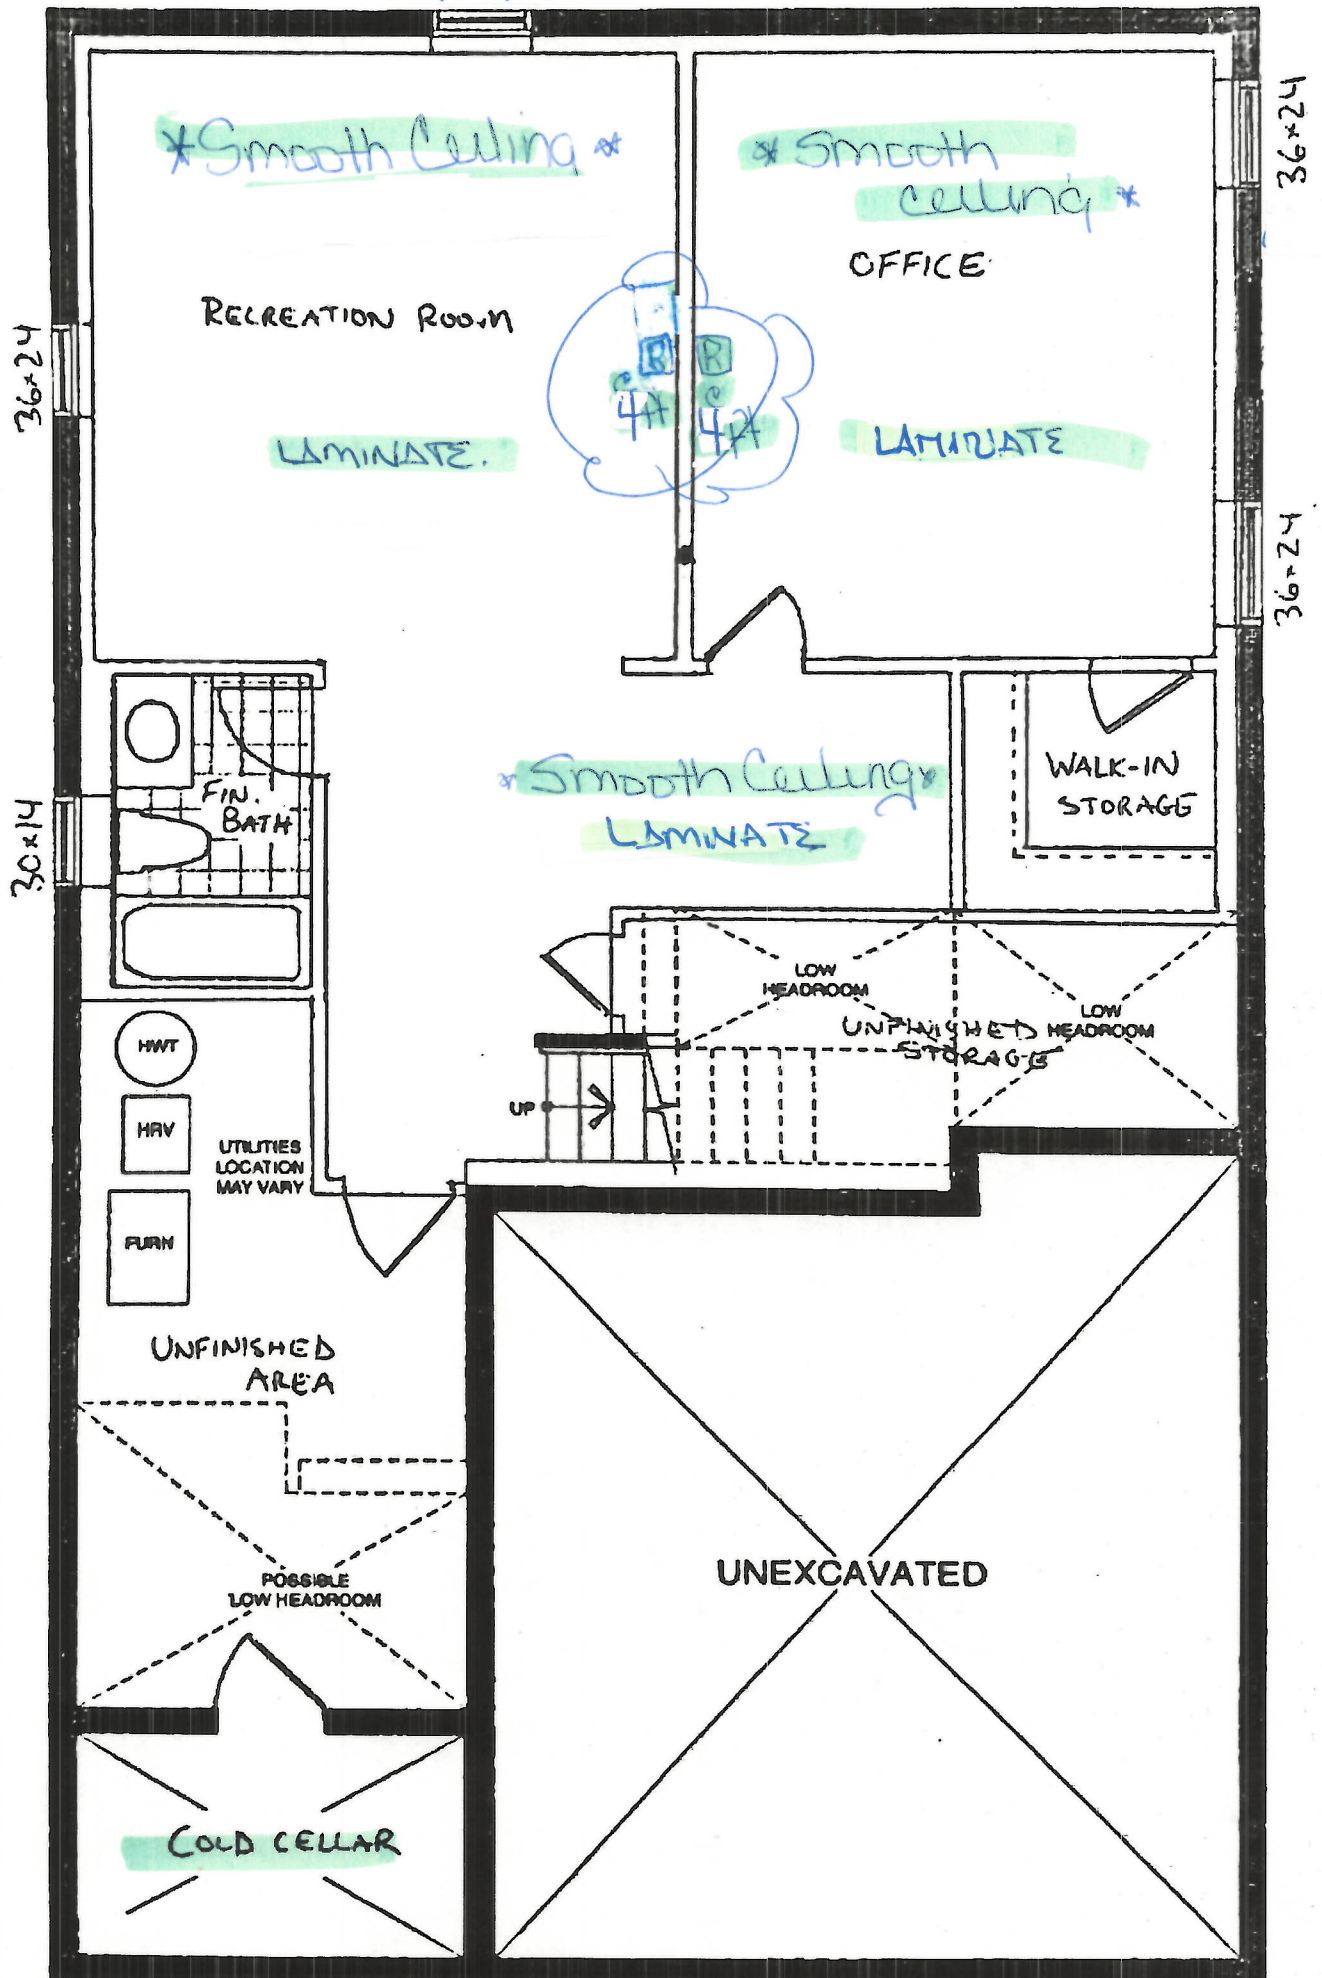 *Smooth Ceiling*
*Smooth
ceiling*
36x24
OFFICE
RECREATION ROOM
36x24
R
R
C
C
4ft
4ft
LAMINATE.
LAMINATE
36x24
*Smooth Ceiling*
LAMINATE
WALK-IN
STORAGE
FIN.
BATH
30x14
LOW
HEADROOM
LOW
HEADROOM
UNFINISHED
STORAGE
HWT
HRV
UP
UTILITIES
LOCATION
MAY VARY
FURN
UNFINISHED
AREA
POSSIBLE
LOW HEADROOM
UNEXCAVATED
COLD CELLAR